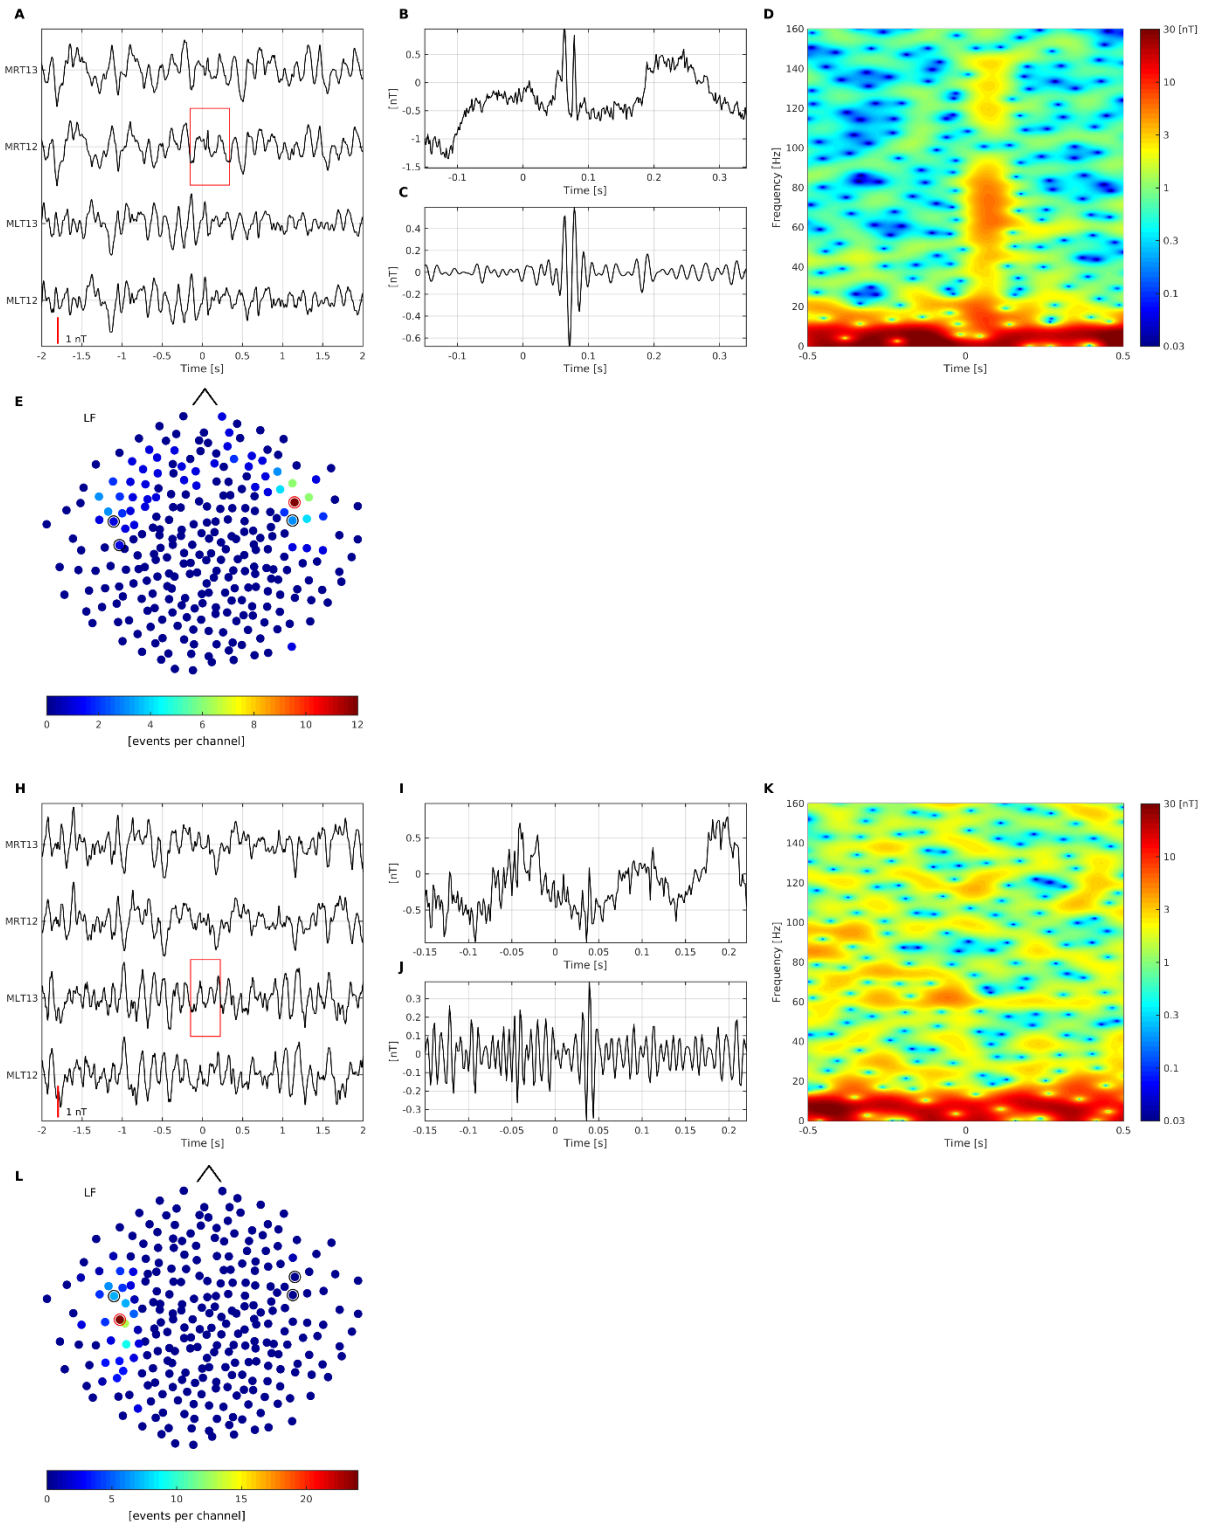 A
MRT13
MRT12
MLT13
MLT12
1 nT
-2 -1.5 -1 -0.5 0 0.5 1 1.5 2
Time [s]
B
0.5
0
-0.5
-1
-1.5
[nT]
-0.1 0 0.1 0.2 0.3
Time [s]
C
0.4
0.2
0
-0.2
-0.4
-0.6
[nT]
-0.1 0 0.1 0.2 0.3
Time [s]
D
160
140
120
100
80
60
40
20
0
Frequency [Hz]
-0.5 0 0.5
Time [s]
30 [nT]
10
3
1
0.3
0.1
0.03
E
LF
0 2 4 6 8 10 12
[events per channel]
H
MRT13
MRT12
MLT13
MLT12
1 nT
-2 -1.5 -1 -0.5 0 0.5 1 1.5 2
Time [s]
I
0.5
0
-0.5
[nT]
-0.15 -0.1 -0.05 0 0.05 0.1 0.15 0.2
Time [s]
J
0.3
0.2
0.1
0
-0.1
-0.2
-0.3
[nT]
-0.15 -0.1 -0.05 0 0.05 0.1 0.15 0.2
Time [s]
K
160
140
120
100
80
60
40
20
0
Frequency [Hz]
-0.5 0 0.5
Time [s]
30 [nT]
10
3
1
0.3
0.1
0.03
L
LF
0 5 10 15 20
[events per channel]